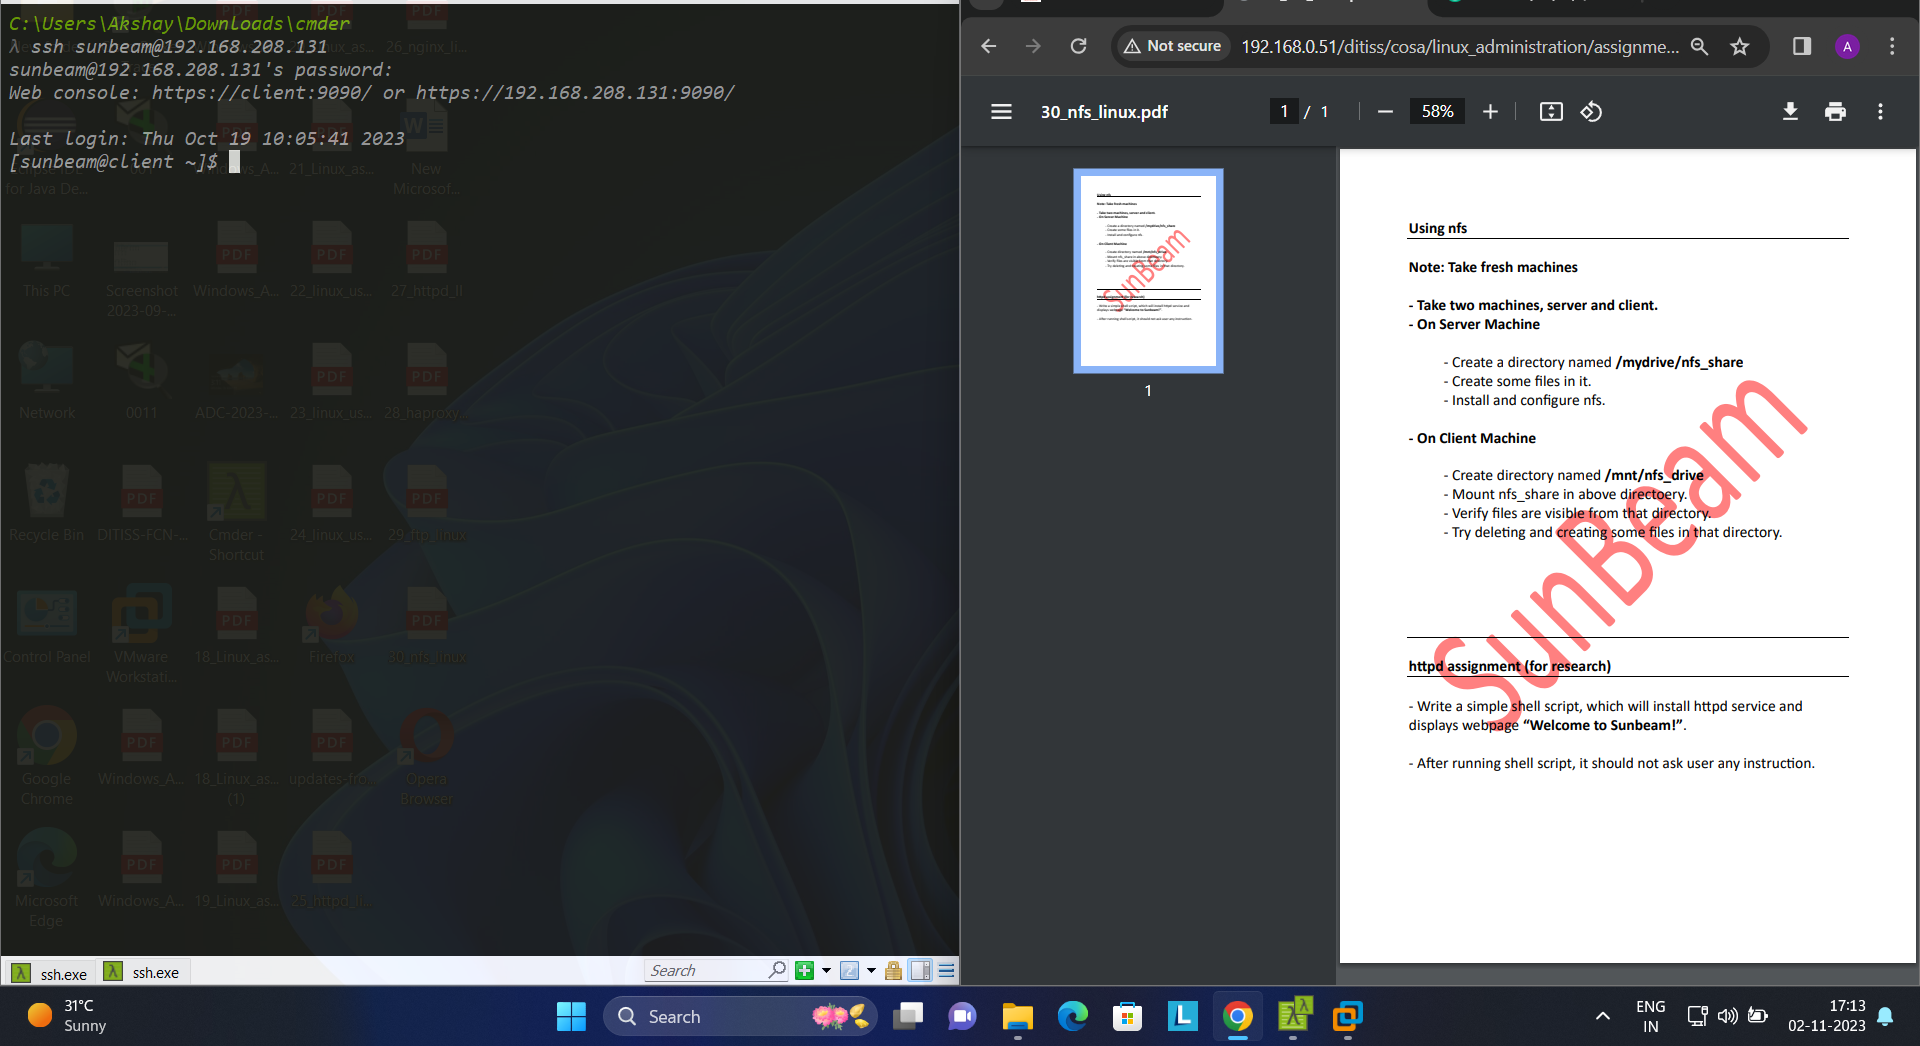 C:\Users\Akshay\Downloads\cmder
λ ssh sunbeam@192.168.208.131
sunbeam@192.168.208.131's password:
Web console: https://client:9090/ or https://192.168.208.131:9090/
Last login: Thu Oct 19 10:05:41 2023
[sunbeam@client ~]$
26_nginx_li...
for Java De...
21_Linux_as...
New
Microsof...
This PC
Screenshot
2023-09-...
Windows_A...
22_linux_us...
27_httpd_li
Network
0011
ADC-2023-...
23_linux_us...
28_haproxy...
Recycle Bin
DITISS-FCN-...
Cmder -
Shortcut
24_linux_us...
29_ftp_linux
Control Panel
VMware
Workstati...
18_Linux_as...
Firefox
30_nfs_linux
Google
Chrome
Windows_A...
18_Linux_as...
(1)
updates-fro
Opera
Browser
Microsoft
Edge
Windows_A...
19_Linux_as...
25_httpd_li...
ssh.exe
ssh.exe
Search
Not secure
192.168.0.51/ditiss/cosa/linux_administration/assignme...
A
30_nfs_linux.pdf
1 / 1
58%
1
Using nfs
Note: Take fresh machines
- Take two machines, server and client.
- On Server Machine
- Create a directory named /mydrive/nfs_share
- Create some files in it.
- Install and configure nfs.
- On Client Machine
- Create directory named /mnt/nfs_drive
- Mount nfs_share in above directoery.
- Verify files are visible from that directory.
- Try deleting and creating some files in that directory.
SunBeam
httpd assignment (for research)
- Write a simple shell script, which will install httpd service and
displays webpage “Welcome to Sunbeam!”.
- After running shell script, it should not ask user any instruction.
31°C
Sunny
Search
ENG
IN
17:13
02-11-2023